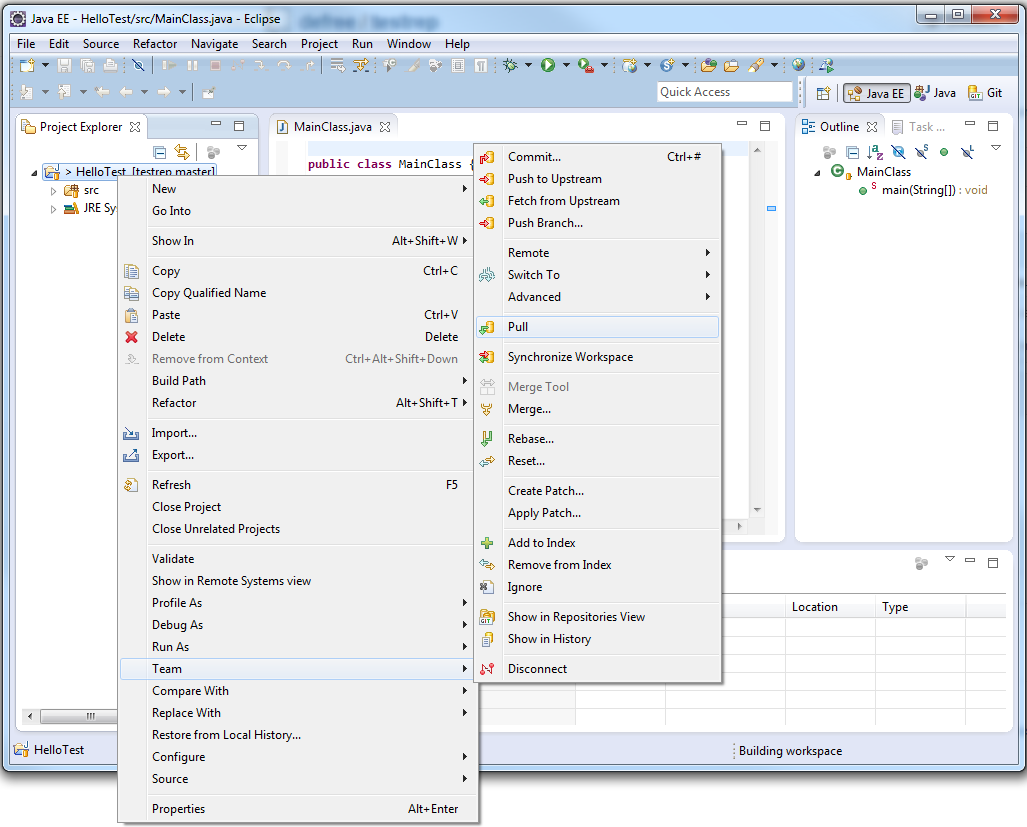 Java EE - HelloTest/src/MainClass.java - Eclipse
File Edit Source Refactor Navigate Search Project Run Window Help
Quick Access
Java EE Java Git
Project Explorer
MainClass.java
Outline Task ...
> HelloTest [testrep master]
src
JRE Sy
public class MainClass {
MainClass
main(String[]) : void
New
Go Into
Show In Alt+Shift+W
Copy Ctrl+C
Copy Qualified Name
Paste Ctrl+V
Delete Delete
Remove from Context Ctrl+Alt+Shift+Down
Build Path
Refactor Alt+Shift+T
Import...
Export...
Refresh F5
Close Project
Close Unrelated Projects
Validate
Show in Remote Systems view
Profile As
Debug As
Run As
Team
Compare With
Replace With
Restore from Local History...
Configure
Source
Properties Alt+Enter
Commit... Ctrl+#
Push to Upstream
Fetch from Upstream
Push Branch...
Remote
Switch To
Advanced
Pull
Synchronize Workspace
Merge Tool
Merge...
Rebase...
Reset...
Create Patch...
Apply Patch...
Add to Index
Remove from Index
Ignore
Show in Repositories View
Show in History
Disconnect
Location Type
HelloTest
Building workspace